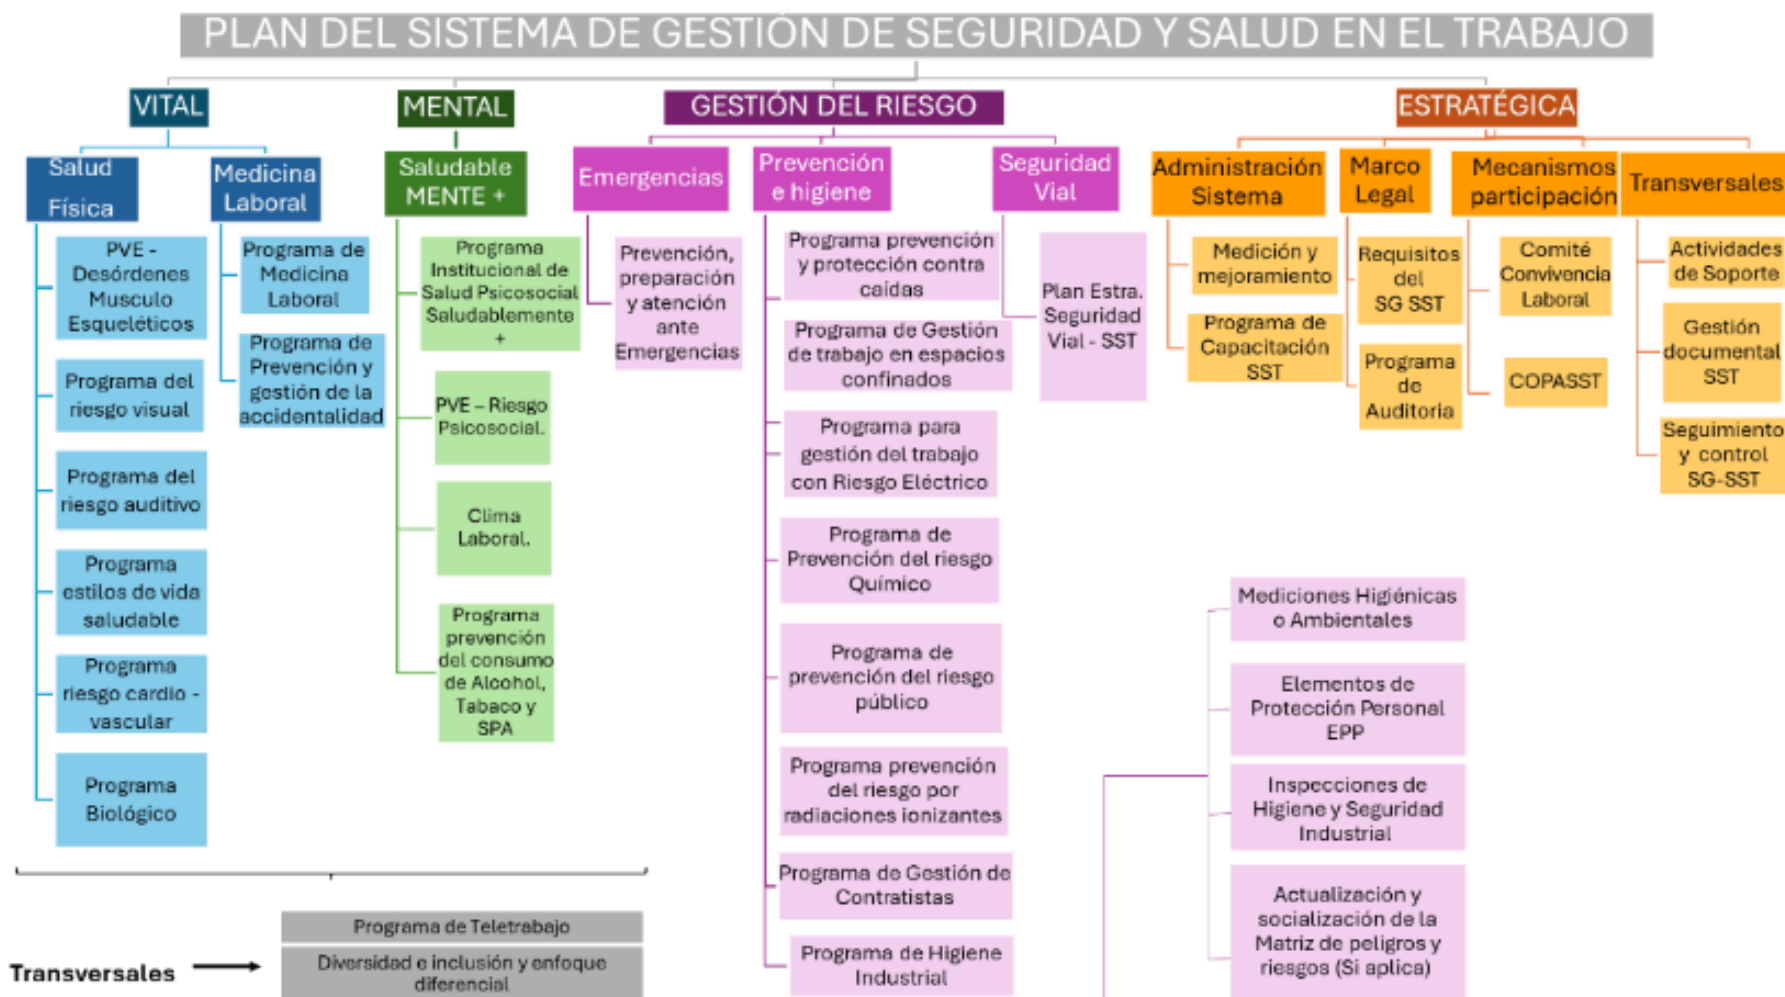 PLAN DEL SISTEMA DE GESTIÓN DE SEGURIDAD Y SALUD EN EL TRABAJO
VITAL
MENTAL
GESTIÓN DEL RIESGO
ESTRATÉGICA
Salud
Física
Medicina
Laboral
Saludable
MENTE +
Emergencias
Prevención
e higiene
Seguridad
Vial
Administración
Sistema
Marco
Legal
Mecanismos
participación
Transversales
PVE -
Desórdenes
Musculo
Esqueléticos
Programa del
riesgo visual
Programa del
riesgo auditivo
Programa
estilos de vida
saludable
Programa
riesgo cardio -
vascular
Programa
Biológico
Programa de
Medicina
Laboral
Programa de
Prevención y
gestión de la
accidentalidad
Programa
Institucional de
Salud Psicosocial
Saludablemente
+
PVE – Riesgo
Psicosocial.
Clima
Laboral.
Programa
prevención
del consumo
de Alcohol,
Tabaco y
SPA
Prevención,
preparación
y atención
ante
Emergencias
Programa prevención
y protección contra
caídas
Programa de Gestión
de trabajo en espacios
confinados
Programa para
gestión del trabajo
con Riesgo Eléctrico
Programa de
Prevención del riesgo
Químico
Programa de
prevención del riesgo
público
Programa prevención
del riesgo por
radiaciones ionizantes
Programa de Gestión de
Contratistas
Programa de Higiene
Industrial
Plan Estra.
Seguridad
Vial - SST
Medición y
mejoramiento
Programa de
Capacitación
SST
Requisitos
del
SG SST
Programa
de
Auditoria
Comité
Convivencia
Laboral
COPASST
Actividades
de Soporte
Gestión
documental
SST
Seguimiento
y control
SG-SST
Mediciones Higiénicas
o Ambientales
Elementos de
Protección Personal
EPP
Inspecciones de
Higiene y Seguridad
Industrial
Actualización y
socialización de la
Matriz de peligros y
riesgos (Si aplica)
Transversales
Programa de Teletrabajo
Diversidad e inclusión y enfoque
diferencial